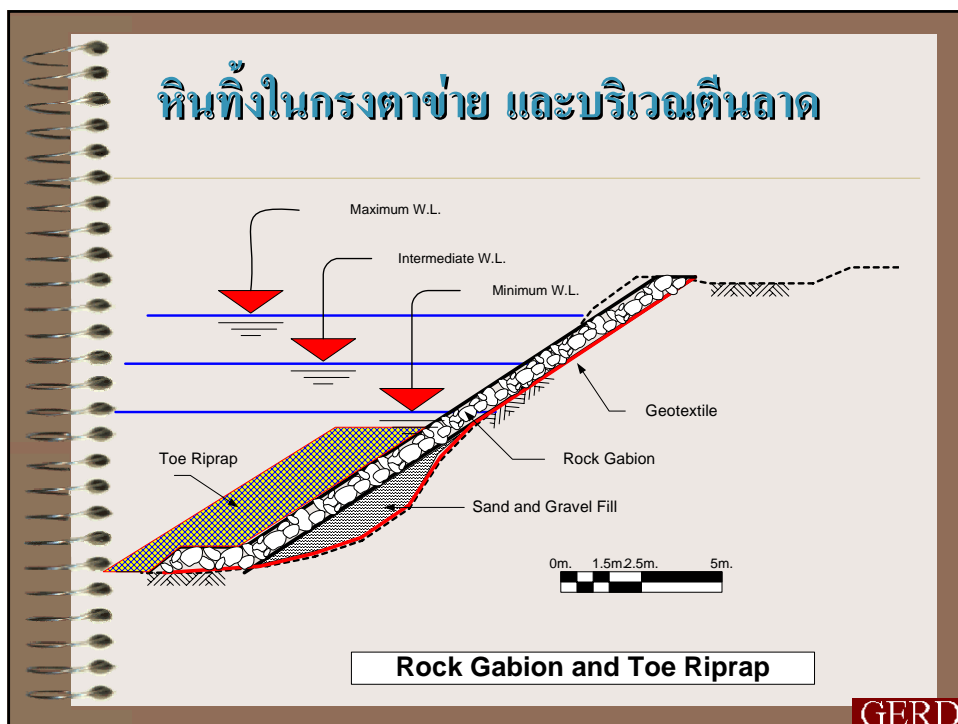 หินทิ้งในกรงตาข่าย และบริเวณตีนลาด
Maximum W.L.
Intermediate W.L.
Minimum W.L.
Geotextile
Toe Riprap
Rock Gabion
Sand and Gravel Fill
0m. 1.5m.2.5m. 5m.
Rock Gabion and Toe Riprap
GERD